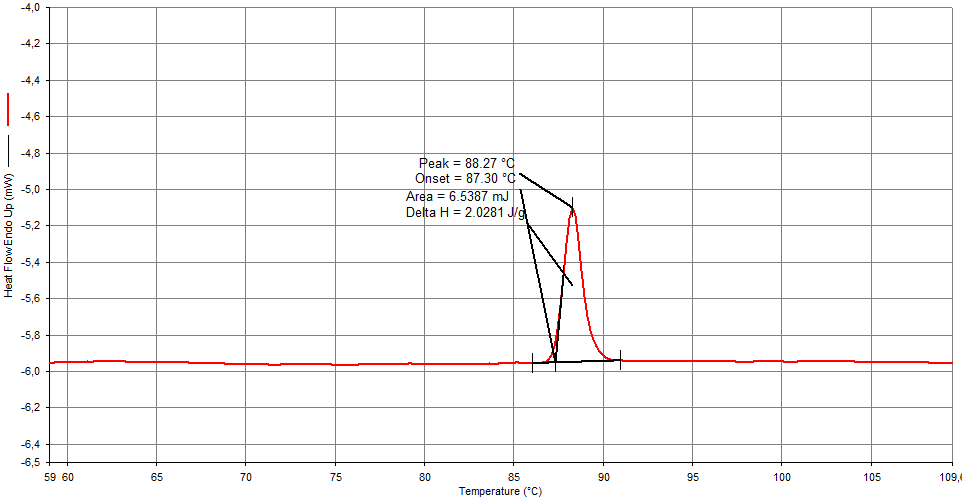 -4,0
-4,2
-4,4
-4,6
-4,8
-5,0
-5,2
-5,4
-5,6
-5,8
-6,0
-6,2
-6,4
-6,5
Heat Flow Endo Up (mW)
Peak = 88.27 °C
Onset = 87.30 °C
Area = 6.5387 mJ
Delta H = 2.0281 J/g
59 60 65 70 75 80 85 90 95 100 105 109,6
Temperature (°C)